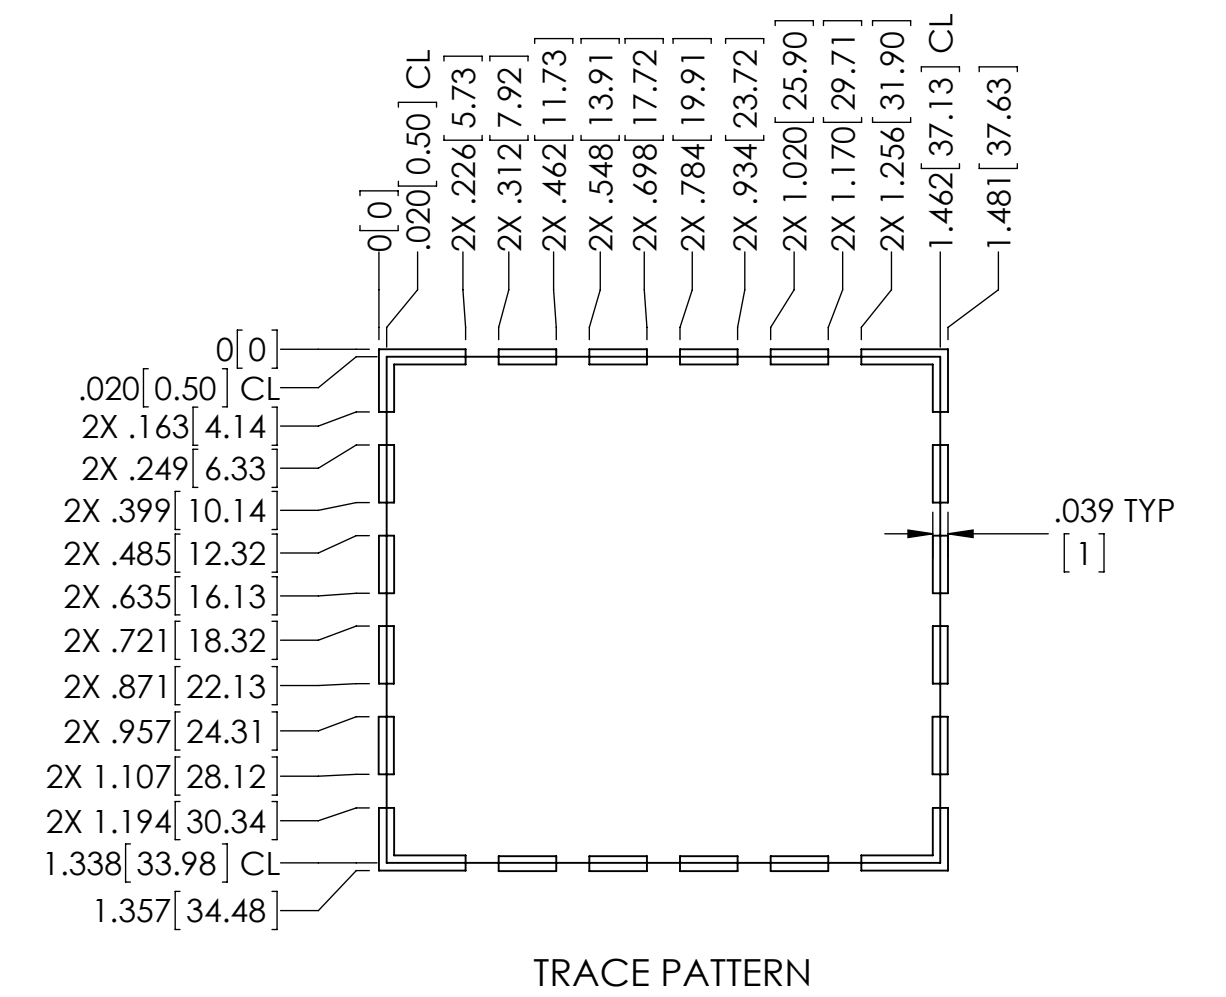 0[0]
.020[0.50] CL
2X .226[5.73]
2X .312[7.92]
2X .462[11.73]
2X .548[13.91]
2X .698[17.72]
2X .784[19.91]
2X .934[23.72]
2X 1.020[25.90]
2X 1.170[29.71]
2X 1.256[31.90]
1.462[37.13] CL
1.481[37.63]
0[0]
.020[0.50] CL
2X .163[4.14]
2X .249[6.33]
2X .399[10.14]
2X .485[12.32]
2X .635[16.13]
2X .721[18.32]
2X .871[22.13]
2X .957[24.31]
2X 1.107[28.12]
2X 1.194[30.34]
1.338[33.98] CL
1.357[34.48]
.039 TYP
[1]
TRACE PATTERN